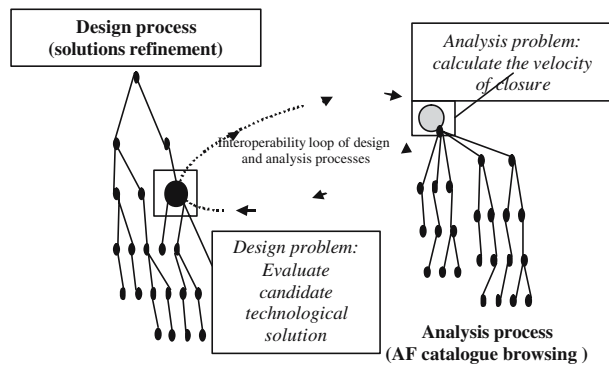 Design process
(solutions refinement)
Analysis problem:
calculate the velocity
of closure
Interoperability loop of design
and analysis processes
Design problem:
Evaluate
candidate
technological
solution
Analysis process
(AF catalogue browsing )